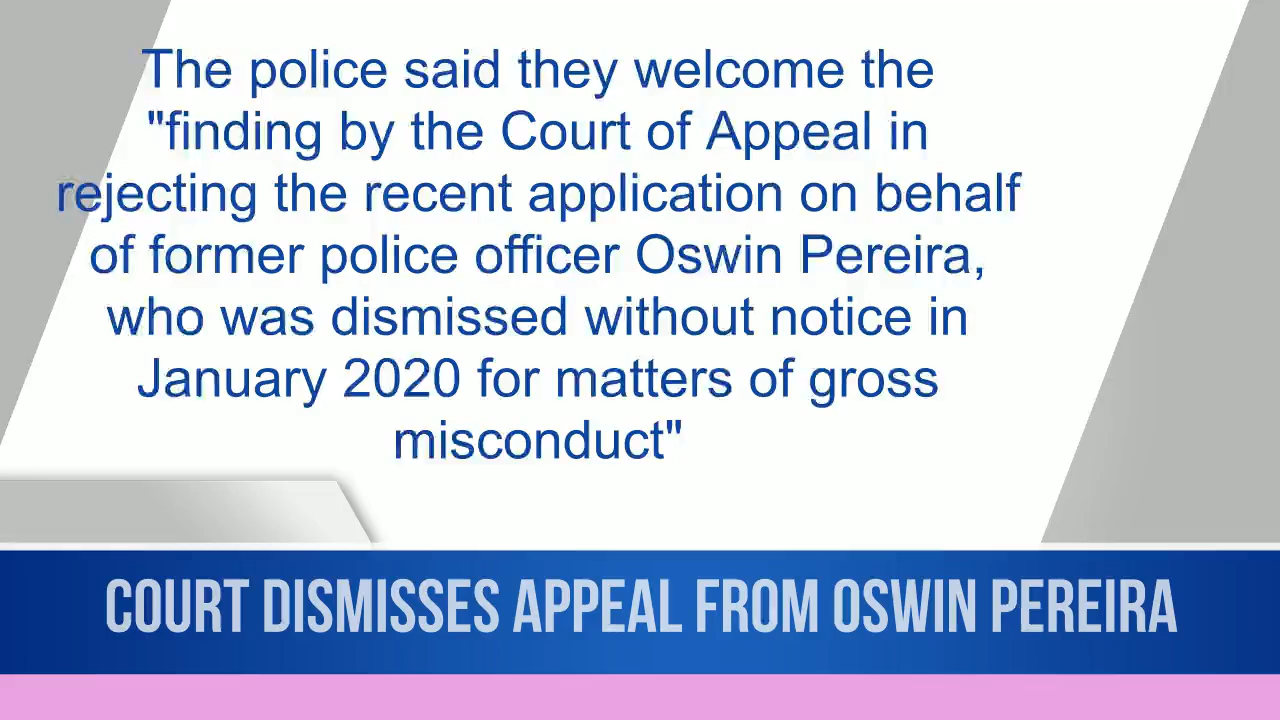 The police said they welcome the
"finding by the Court of Appeal in
rejecting the recent application on behalf
of former police officer Oswin Pereira,
who was dismissed without notice in
January 2020 for matters of gross
misconduct"
COURT DISMISSES APPEAL FROM OSWIN PEREIRA